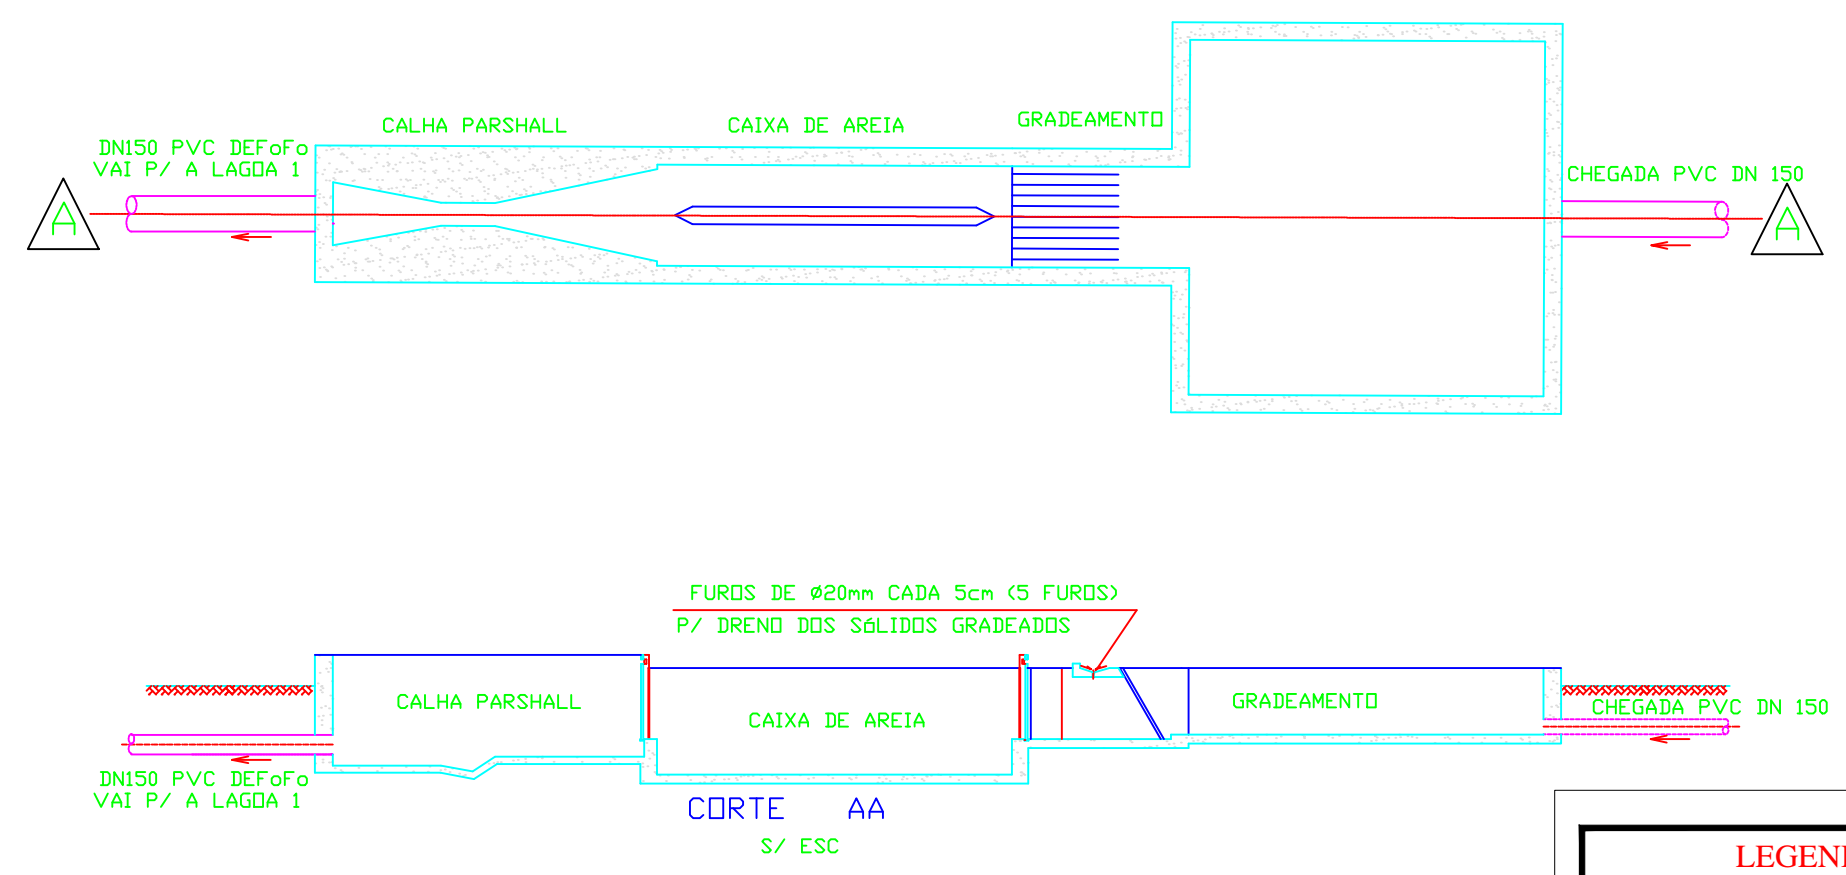 CALHA PARSHALL
CAIXA DE AREIA
GRADEAMENTO
DN150 PVC DEFoFo
VAI P/ A LAGOA 1
CHEGADA PVC DN 150
A
A
FUROS DE ø20mm CADA 5cm (5 FUROS)
P/ DRENO DOS SóLIDOS GRADEADOS
CALHA PARSHALL
CAIXA DE AREIA
GRADEAMENTO
CHEGADA PVC DN 150
DN150 PVC DEFoFo
VAI P/ A LAGOA 1
CORTE AA
S/ ESC